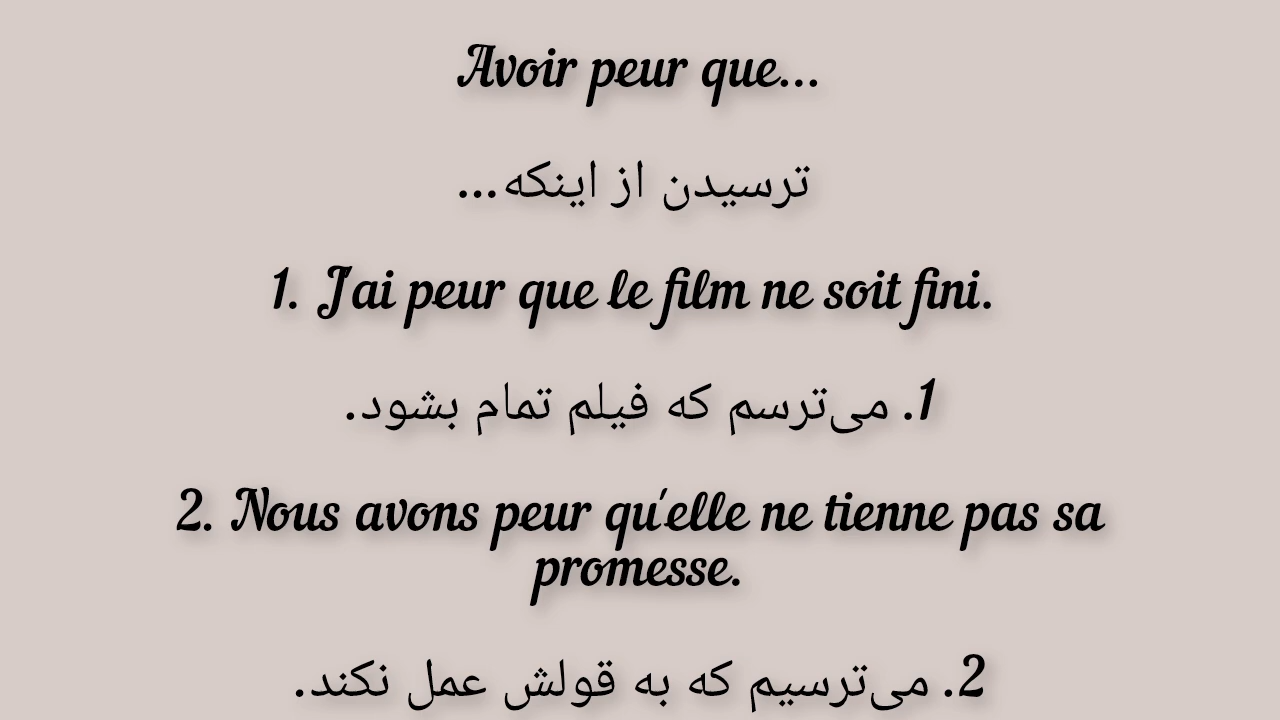 Avoir peur que...
ترسیدن از اینکه...
1. J'ai peur que le film ne soit fini.
1. می‌ترسم که فیلم تمام بشود.
2. Nous avons peur qu'elle ne tienne pas sa
promesse.
2. می‌ترسیم که به قولش عمل نکند.